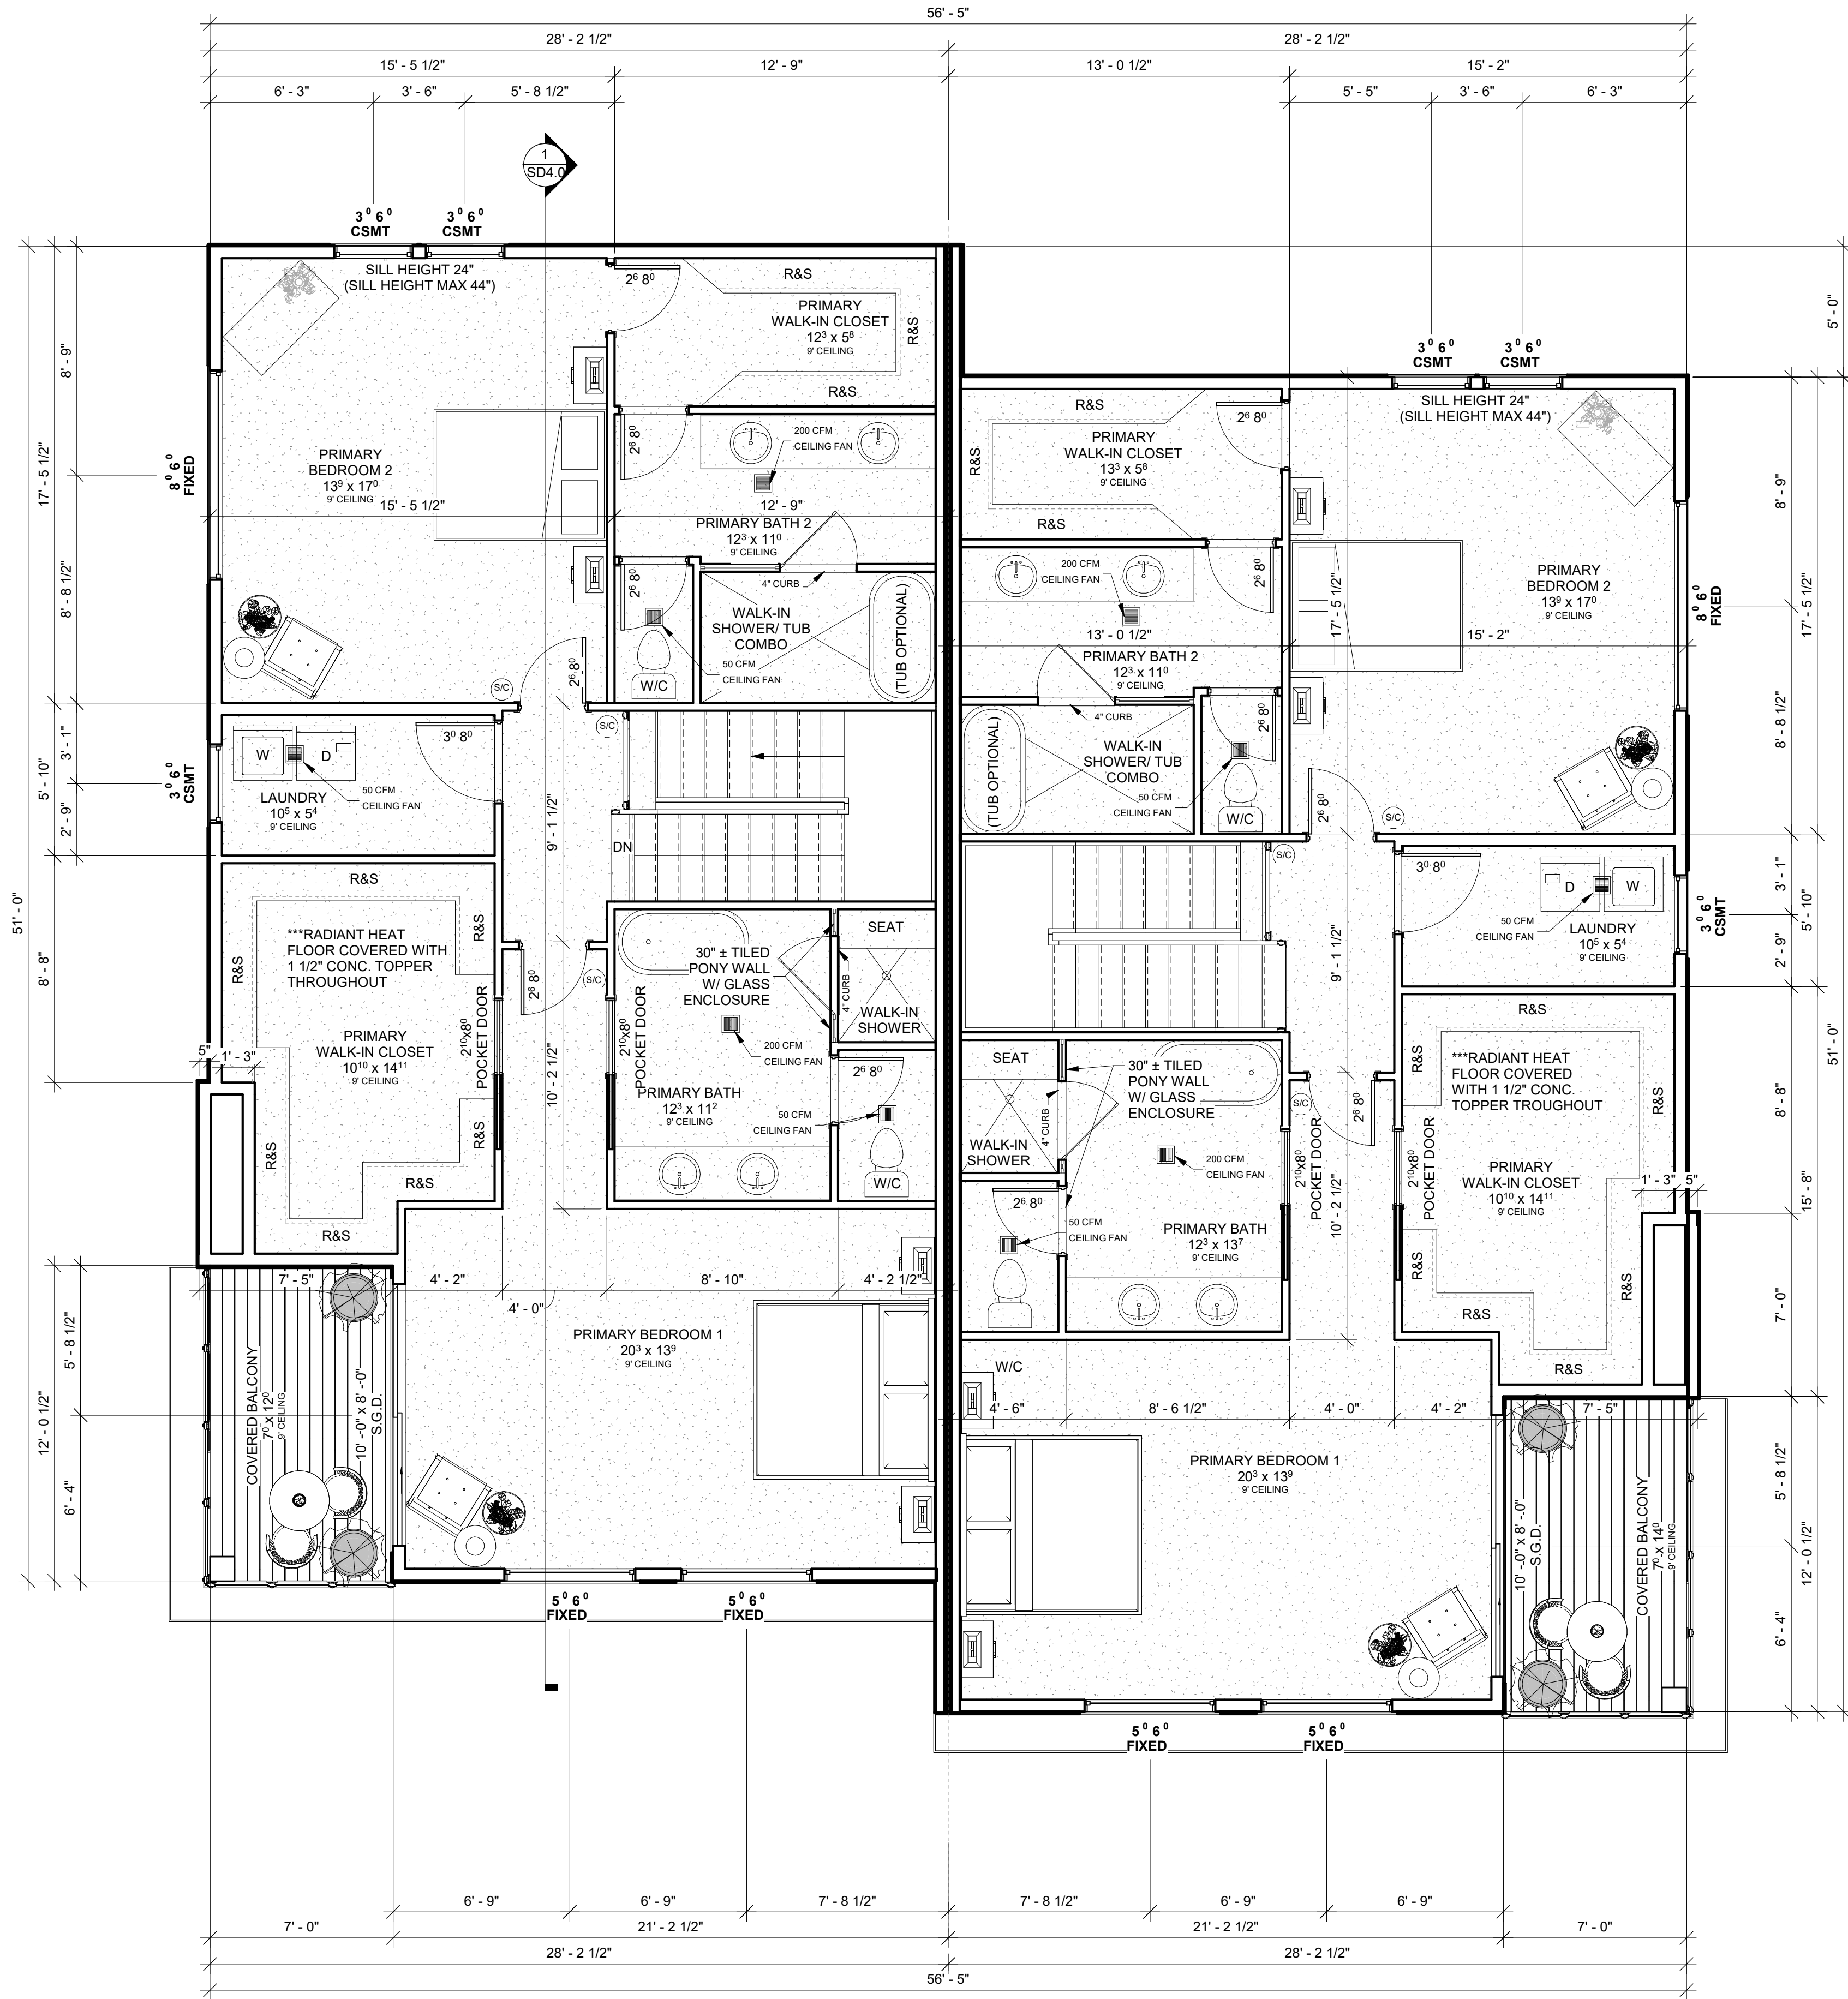 56' - 5"
28' - 2 1/2"
28' - 2 1/2"
15' - 5 1/2"
12' - 9"
13' - 0 1/2"
15' - 2"
6' - 3"
3' - 6"
5' - 8 1/2"
5' - 5"
3' - 6"
6' - 3"
1
SD4.0
3⁰ 6⁰
CSMT
3⁰ 6⁰
CSMT
SILL HEIGHT 24"
(SILL HEIGHT MAX 44")
2⁶ 8⁰
R&S
PRIMARY
WALK-IN CLOSET
12³ x 5⁸
9' CEILING
R&S
R&S
8' - 9"
17' - 5 1/2"
8⁰ 6⁰
FIXED
PRIMARY
BEDROOM 2
13⁹ x 17⁰
9' CEILING
15' - 5 1/2"
2⁶ 8⁰
200 CFM
CEILING FAN
12' - 9"
PRIMARY BATH 2
12³ x 11⁰
9' CEILING
4" CURB
8' - 8 1/2"
2⁶ 8⁰
WALK-IN
SHOWER/ TUB
COMBO
(TUB OPTIONAL)
50 CFM
CEILING FAN
W/C
2⁶ 8⁰
S/C
S/C
3' - 1"
5' - 10"
2' - 9"
3⁰ 6⁰
CSMT
W
D
3⁰ 8⁰
50 CFM
CEILING FAN
LAUNDRY
10⁵ x 5⁴
9' CEILING
9' - 1 1/2"
DN
51' - 0"
8' - 8"
R&S
R&S
R&S
***RADIANT HEAT
FLOOR COVERED WITH
1 1/2" CONC. TOPPER
THROUGHOUT
PRIMARY
WALK-IN CLOSET
10¹⁰ x 14¹¹
9' CEILING
5"
1' - 3"
R&S
R&S
R&S
R&S
2¹⁰x8⁰
POCKET DOOR
2⁶ 8⁰
S/C
10' - 2 1/2"
2¹⁰x8⁰
POCKET DOOR
30" ± TILED
PONY WALL
W/ GLASS
ENCLOSURE
SEAT
4" CURB
WALK-IN
SHOWER
200 CFM
CEILING FAN
2⁶ 8⁰
PRIMARY BATH
12³ x 11²
9' CEILING
50 CFM
CEILING FAN
W/C
7' - 5"
4' - 2"
4' - 0"
8' - 10"
4' - 2 1/2"
5' - 8 1/2"
12' - 0 1/2"
6' - 4"
COVERED BALCONY
7⁰ x 12⁰
9' CEILING
10' -0" x 8' -0"
S.G.D.
PRIMARY BEDROOM 1
20³ x 13⁹
9' CEILING
5⁰ 6⁰
FIXED
5⁰ 6⁰
FIXED
5' - 0"
3⁰ 6⁰
CSMT
3⁰ 6⁰
CSMT
R&S
2⁶ 8⁰
SILL HEIGHT 24"
(SILL HEIGHT MAX 44")
R&S
PRIMARY
WALK-IN CLOSET
13³ x 5⁸
9' CEILING
R&S
8' - 9"
200 CFM
CEILING FAN
2⁶ 8⁰
17' - 5 1/2"
PRIMARY
BEDROOM 2
13⁹ x 17⁰
9' CEILING
8⁰ 6⁰
FIXED
17' - 5 1/2"
13' - 0 1/2"
15' - 2"
PRIMARY BATH 2
12³ x 11⁰
9' CEILING
4" CURB
2⁶ 8⁰
8' - 8 1/2"
(TUB OPTIONAL)
WALK-IN
SHOWER/ TUB
COMBO
50 CFM
CEILING FAN
W/C
2⁶ 8⁰
S/C
S/C
3⁰ 8⁰
D
W
50 CFM
CEILING FAN
LAUNDRY
10⁵ x 5⁴
9' CEILING
3⁰ 6⁰
CSMT
3' - 1"
5' - 10"
2' - 9"
9' - 1 1/2"
R&S
R&S
R&S
***RADIANT HEAT
FLOOR COVERED
WITH 1 1/2" CONC.
TOPPER TROUGHOUT
51' - 0"
8' - 8"
SEAT
30" ± TILED
PONY WALL
W/ GLASS
ENCLOSURE
S/C
2⁶ 8⁰
4" CURB
WALK-IN
SHOWER
200 CFM
CEILING FAN
2¹⁰x8⁰
POCKET DOOR
2¹⁰x8⁰
POCKET DOOR
PRIMARY
WALK-IN CLOSET
10¹⁰ x 14¹¹
9' CEILING
1' - 3"
5"
15' - 8"
2⁶ 8⁰
50 CFM
CEILING FAN
PRIMARY BATH
12³ x 13⁷
9' CEILING
10' - 2 1/2"
R&S
R&S
R&S
R&S
7' - 0"
W/C
4' - 6"
8' - 6 1/2"
4' - 0"
4' - 2"
7' - 5"
PRIMARY BEDROOM 1
20³ x 13⁹
9' CEILING
10' -0" x 8' -0"
S.G.D.
COVERED BALCONY
7⁰ x 14⁰
9' CEILING
5' - 8 1/2"
12' - 0 1/2"
6' - 4"
5⁰ 6⁰
FIXED
5⁰ 6⁰
FIXED
6' - 9"
6' - 9"
7' - 8 1/2"
7' - 8 1/2"
6' - 9"
6' - 9"
7' - 0"
21' - 2 1/2"
21' - 2 1/2"
7' - 0"
28' - 2 1/2"
28' - 2 1/2"
56' - 5"